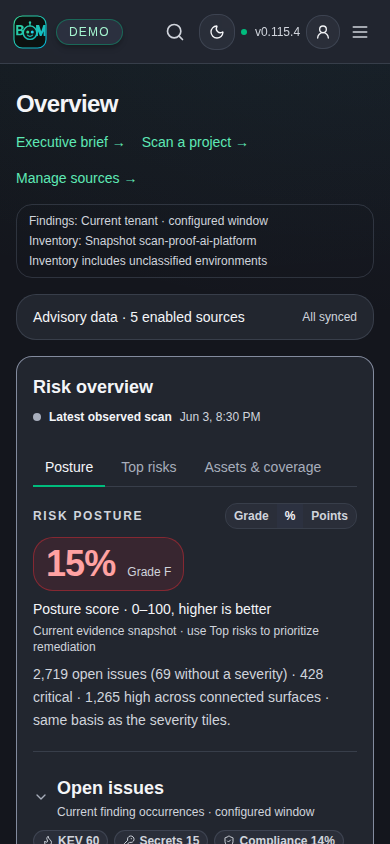 BOM
DEMO
v0.115.4
Overview
Executive brief → Scan a project →
Manage sources →
Findings: Current tenant · configured window
Inventory: Snapshot scan-proof-ai-platform
Inventory includes unclassified environments
Advisory data · 5 enabled sources All synced
Risk overview
Latest observed scan Jun 3, 8:30 PM
Posture Top risks Assets & coverage
RISK POSTURE Grade % Points
15% Grade F
Posture score · 0–100, higher is better
Current evidence snapshot · use Top risks to prioritize
remediation
2,719 open issues (69 without a severity) · 428
critical · 1,265 high across connected surfaces ·
same basis as the severity tiles.
Open issues
Current finding occurrences · configured window
KEV 60 Secrets 15 Compliance 14%